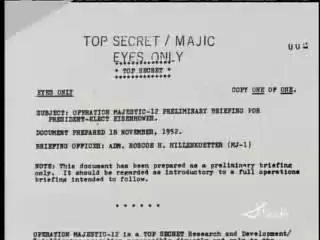 TOP SECRET / MAJIC
EYES ONLY
* TOP SECRET *
EYES ONLY COPY ONE OF ONE.
SUBJECT: OPERATION MAJESTIC-12 PRELIMINARY BRIEFING FOR
PRESIDENT-ELECT EISENHOWER.
DOCUMENT PREPARED 18 NOVEMBER, 1952.
BRIEFING OFFICER: ADM. ROSCOE H. HILLENKOETTER (MJ-1)
NOTE: This document has been prepared as a preliminary briefing
only. It should be regarded as introductory to a full operations
briefing intended to follow.
* * * * * *
OPERATION MAJESTIC-12 is a TOP SECRET Research and Development/